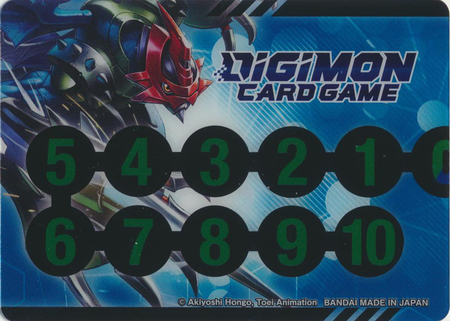 DIGIMON
CARD GAME
5 4 3 2 1 0
6 7 8 9 10
© Akiyoshi Hongo, Toei Animation BANDAI MADE IN JAPAN